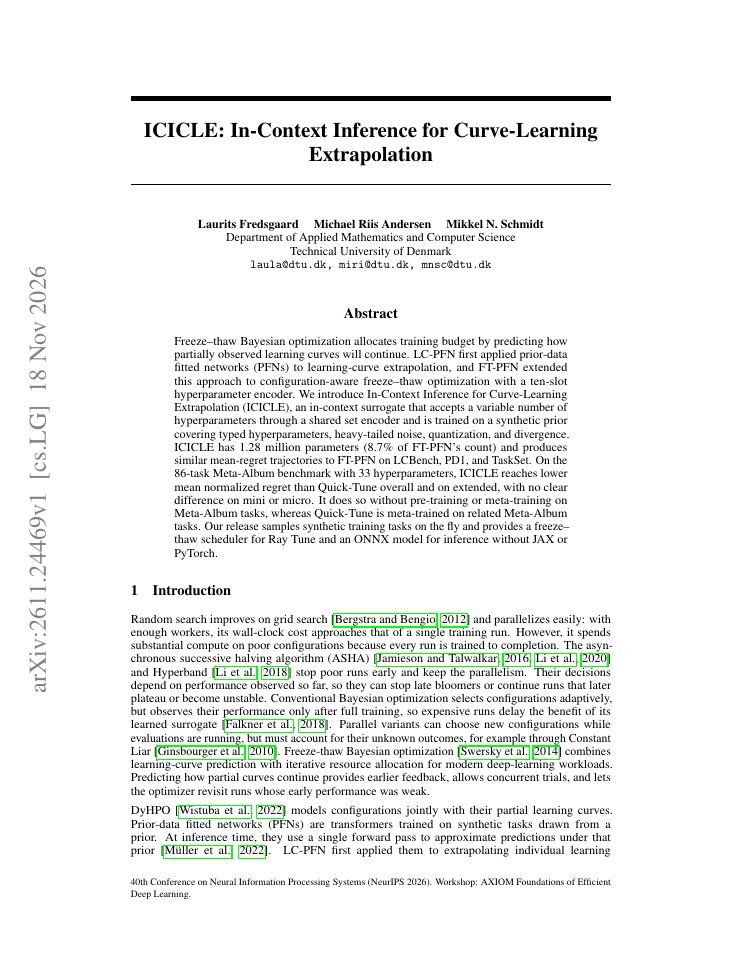 arXiv:2611.24469v1 [cs.LG] 18 Nov 2026
ICICLE: In-Context Inference for Curve-Learning
Extrapolation
Laurits Fredsgaard Michael Riis Andersen Mikkel N. Schmidt
Department of Applied Mathematics and Computer Science
Technical University of Denmark
laula@dtu.dk, miri@dtu.dk, mnsc@dtu.dk
Abstract
Freeze–thaw Bayesian optimization allocates training budget by predicting how
partially observed learning curves will continue. LC-PFN first applied prior-data
fitted networks (PFNs) to learning-curve extrapolation, and FT-PFN extended
this approach to configuration-aware freeze–thaw optimization with a ten-slot
hyperparameter encoder. We introduce In-Context Inference for Curve-Learning
Extrapolation (ICICLE), an in-context surrogate that accepts a variable number of
hyperparameters through a shared set encoder and is trained on a synthetic prior
covering typed hyperparameters, heavy-tailed noise, quantization, and divergence.
ICICLE has 1.28 million parameters (8.7% of FT-PFN's count) and produces
similar mean-regret trajectories to FT-PFN on LCBench, PD1, and TaskSet. On the
86-task Meta-Album benchmark with 33 hyperparameters, ICICLE reaches lower
mean normalized regret than Quick-Tune overall and on extended, with no clear
difference on mini or micro. It does so without pre-training or meta-training on
Meta-Album tasks, whereas Quick-Tune is meta-trained on related Meta-Album
tasks. Our release samples synthetic training tasks on the fly and provides a freeze–
thaw scheduler for Ray Tune and an ONNX model for inference without JAX or
PyTorch.
1 Introduction
Random search improves on grid search [Bergstra and Bengio, 2012] and parallelizes easily: with
enough workers, its wall-clock cost approaches that of a single training run. However, it spends
substantial compute on poor configurations because every run is trained to completion. The asyn-
chronous successive halving algorithm (ASHA) [Jamieson and Talwalkar, 2016, Li et al., 2020]
and Hyperband [Li et al., 2018] stop poor runs early and keep the parallelism. Their decisions
depend on performance observed so far, so they can stop late bloomers or continue runs that later
plateau or become unstable. Conventional Bayesian optimization selects configurations adaptively,
but observes their performance only after full training, so expensive runs delay the benefit of its
learned surrogate [Falkner et al., 2018]. Parallel variants can choose new configurations while
evaluations are running, but must account for their unknown outcomes, for example through Constant
Liar [Ginsbourger et al., 2010]. Freeze-thaw Bayesian optimization [Swersky et al., 2014] combines
learning-curve prediction with iterative resource allocation for modern deep-learning workloads.
Predicting how partial curves continue provides earlier feedback, allows concurrent trials, and lets
the optimizer revisit runs whose early performance was weak.
DyHPO [Wistuba et al., 2022] models configurations jointly with their partial learning curves.
Prior-data fitted networks (PFNs) are transformers trained on synthetic tasks drawn from a
prior. At inference time, they use a single forward pass to approximate predictions under that
prior [Müller et al., 2022]. LC-PFN first applied them to extrapolating individual learning
40th Conference on Neural Information Processing Systems (NeurIPS 2026). Workshop: AXIOM Foundations of Efficient
Deep Learning.